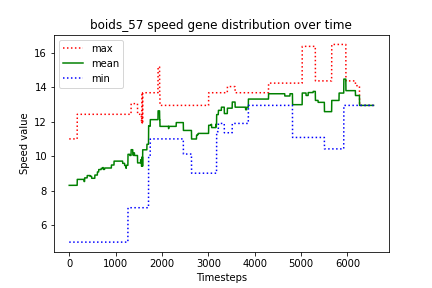 boids_57 speed gene distribution over time
max
mean
min
Speed value
16
14
12
10
8
6
0
1000
2000
3000
4000
5000
6000
Timesteps